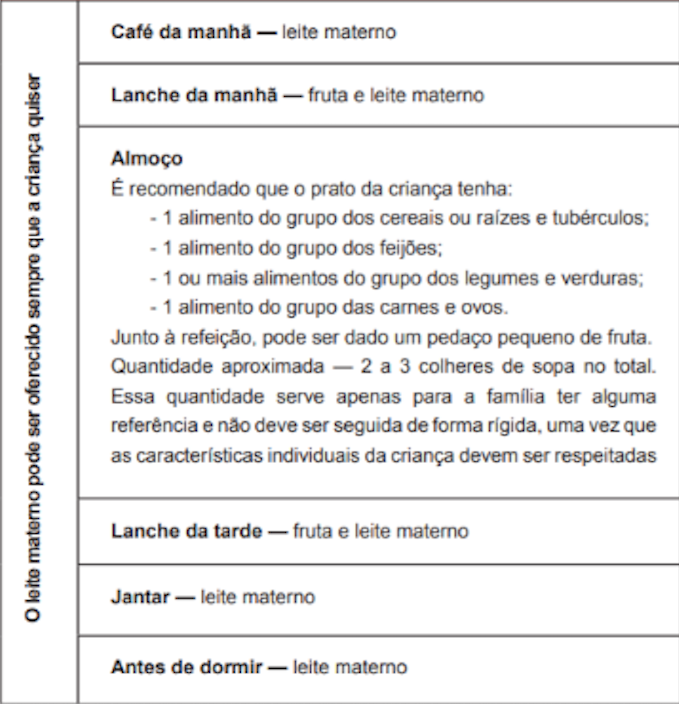 O leite materno pode ser oferecido sempre que a criança quiser
Café da manhã — leite materno
Lanche da manhã — fruta e leite materno
Almoço
É recomendado que o prato da criança tenha:
- 1 alimento do grupo dos cereais ou raízes e tubérculos;
- 1 alimento do grupo dos feijões;
- 1 ou mais alimentos do grupo dos legumes e verduras;
- 1 alimento do grupo das carnes e ovos.
Junto à refeição, pode ser dado um pedaço pequeno de fruta.
Quantidade aproximada — 2 a 3 colheres de sopa no total.
Essa quantidade serve apenas para a família ter alguma
referência e não deve ser seguida de forma rígida, uma vez que
as características individuais da criança devem ser respeitadas
Lanche da tarde — fruta e leite materno
Jantar — leite materno
Antes de dormir — leite materno